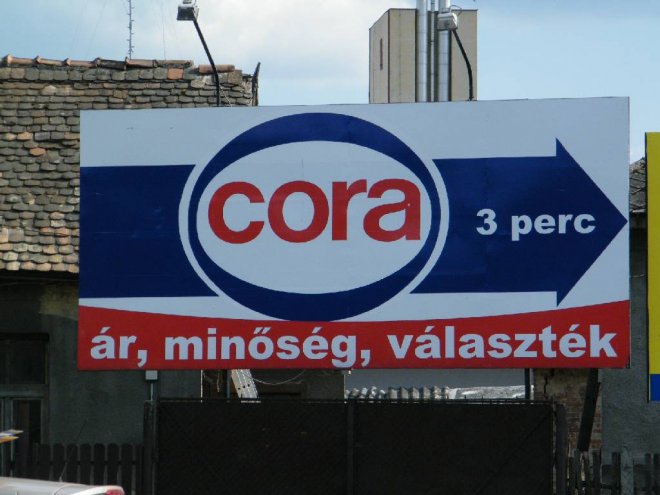 cora
3 perc
ár, minőség, választék